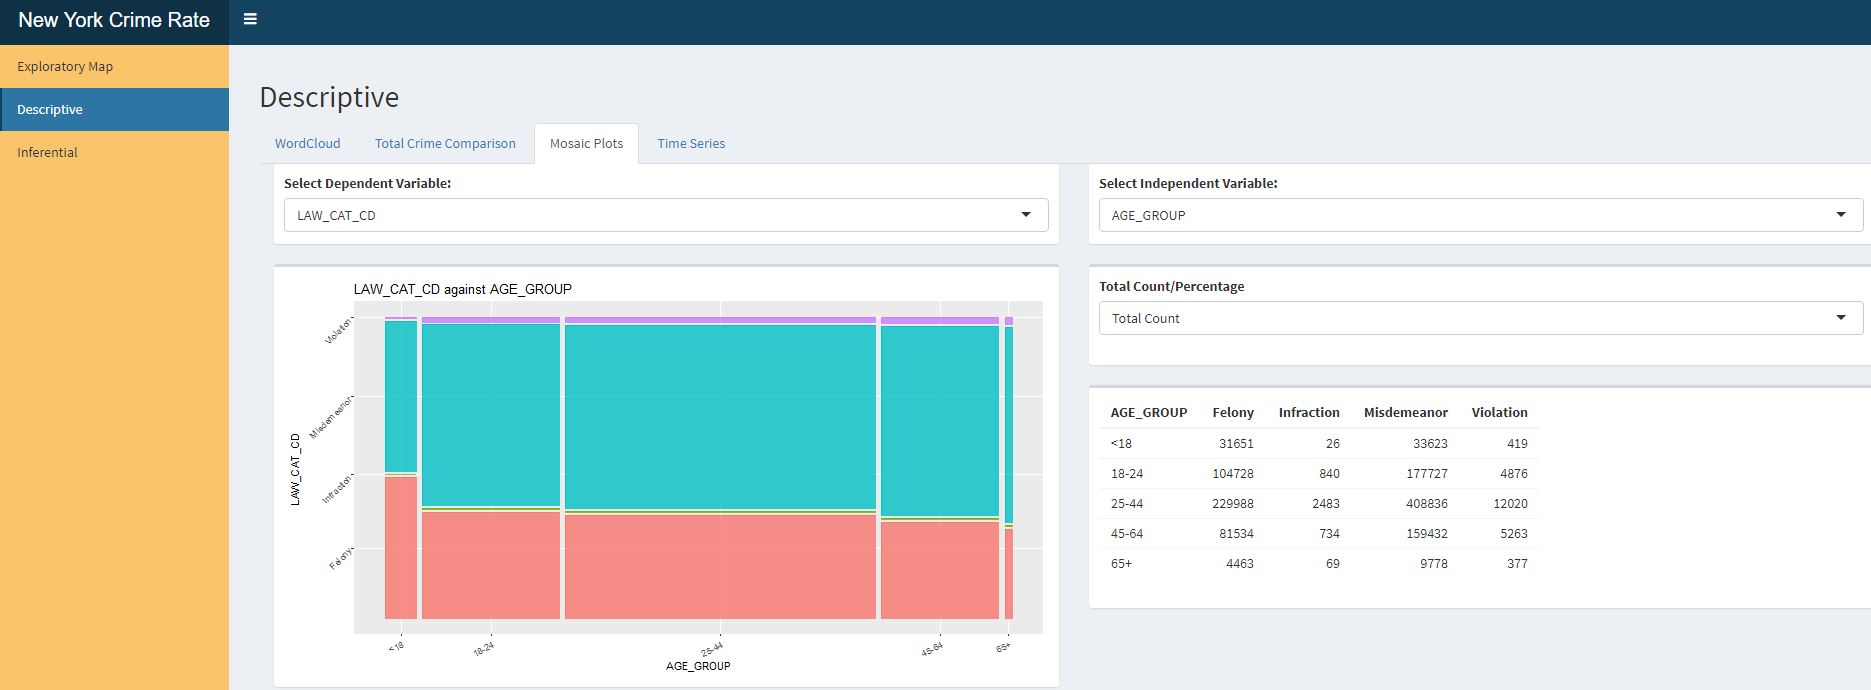 New York Crime Rate
Exploratory Map
Descriptive
Inferential
Descriptive
WordCloud Total Crime Comparison Mosaic Plots Time Series
Select Dependent Variable:
LAW_CAT_CD
Select Independent Variable:
AGE_GROUP
LAW_CAT_CD against AGE_GROUP
LAW_CAT_CD
Violation
Misdemeanor
Infraction
Felony
<18 18-24 25-44 45-64 65+
AGE_GROUP
Total Count/Percentage
Total Count
AGE_GROUP Felony Infraction Misdemeanor Violation
<18 31651 26 33623 419
18-24 104728 840 177727 4876
25-44 229988 2483 408836 12020
45-64 81534 734 159432 5263
65+ 4463 69 9778 377